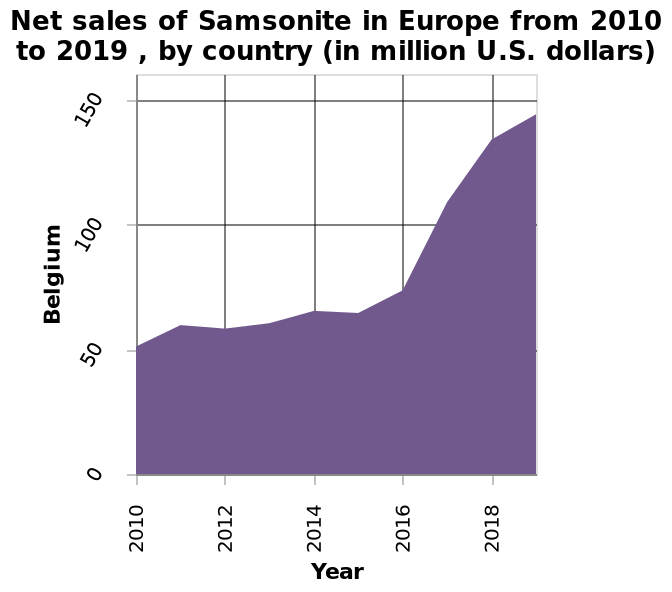 Net sales of Samsonite in Europe from 2010
to 2019 , by country (in million U.S. dollars)
150
100
50
0
Belgium
2010
2012
2014
2016
2018
Year